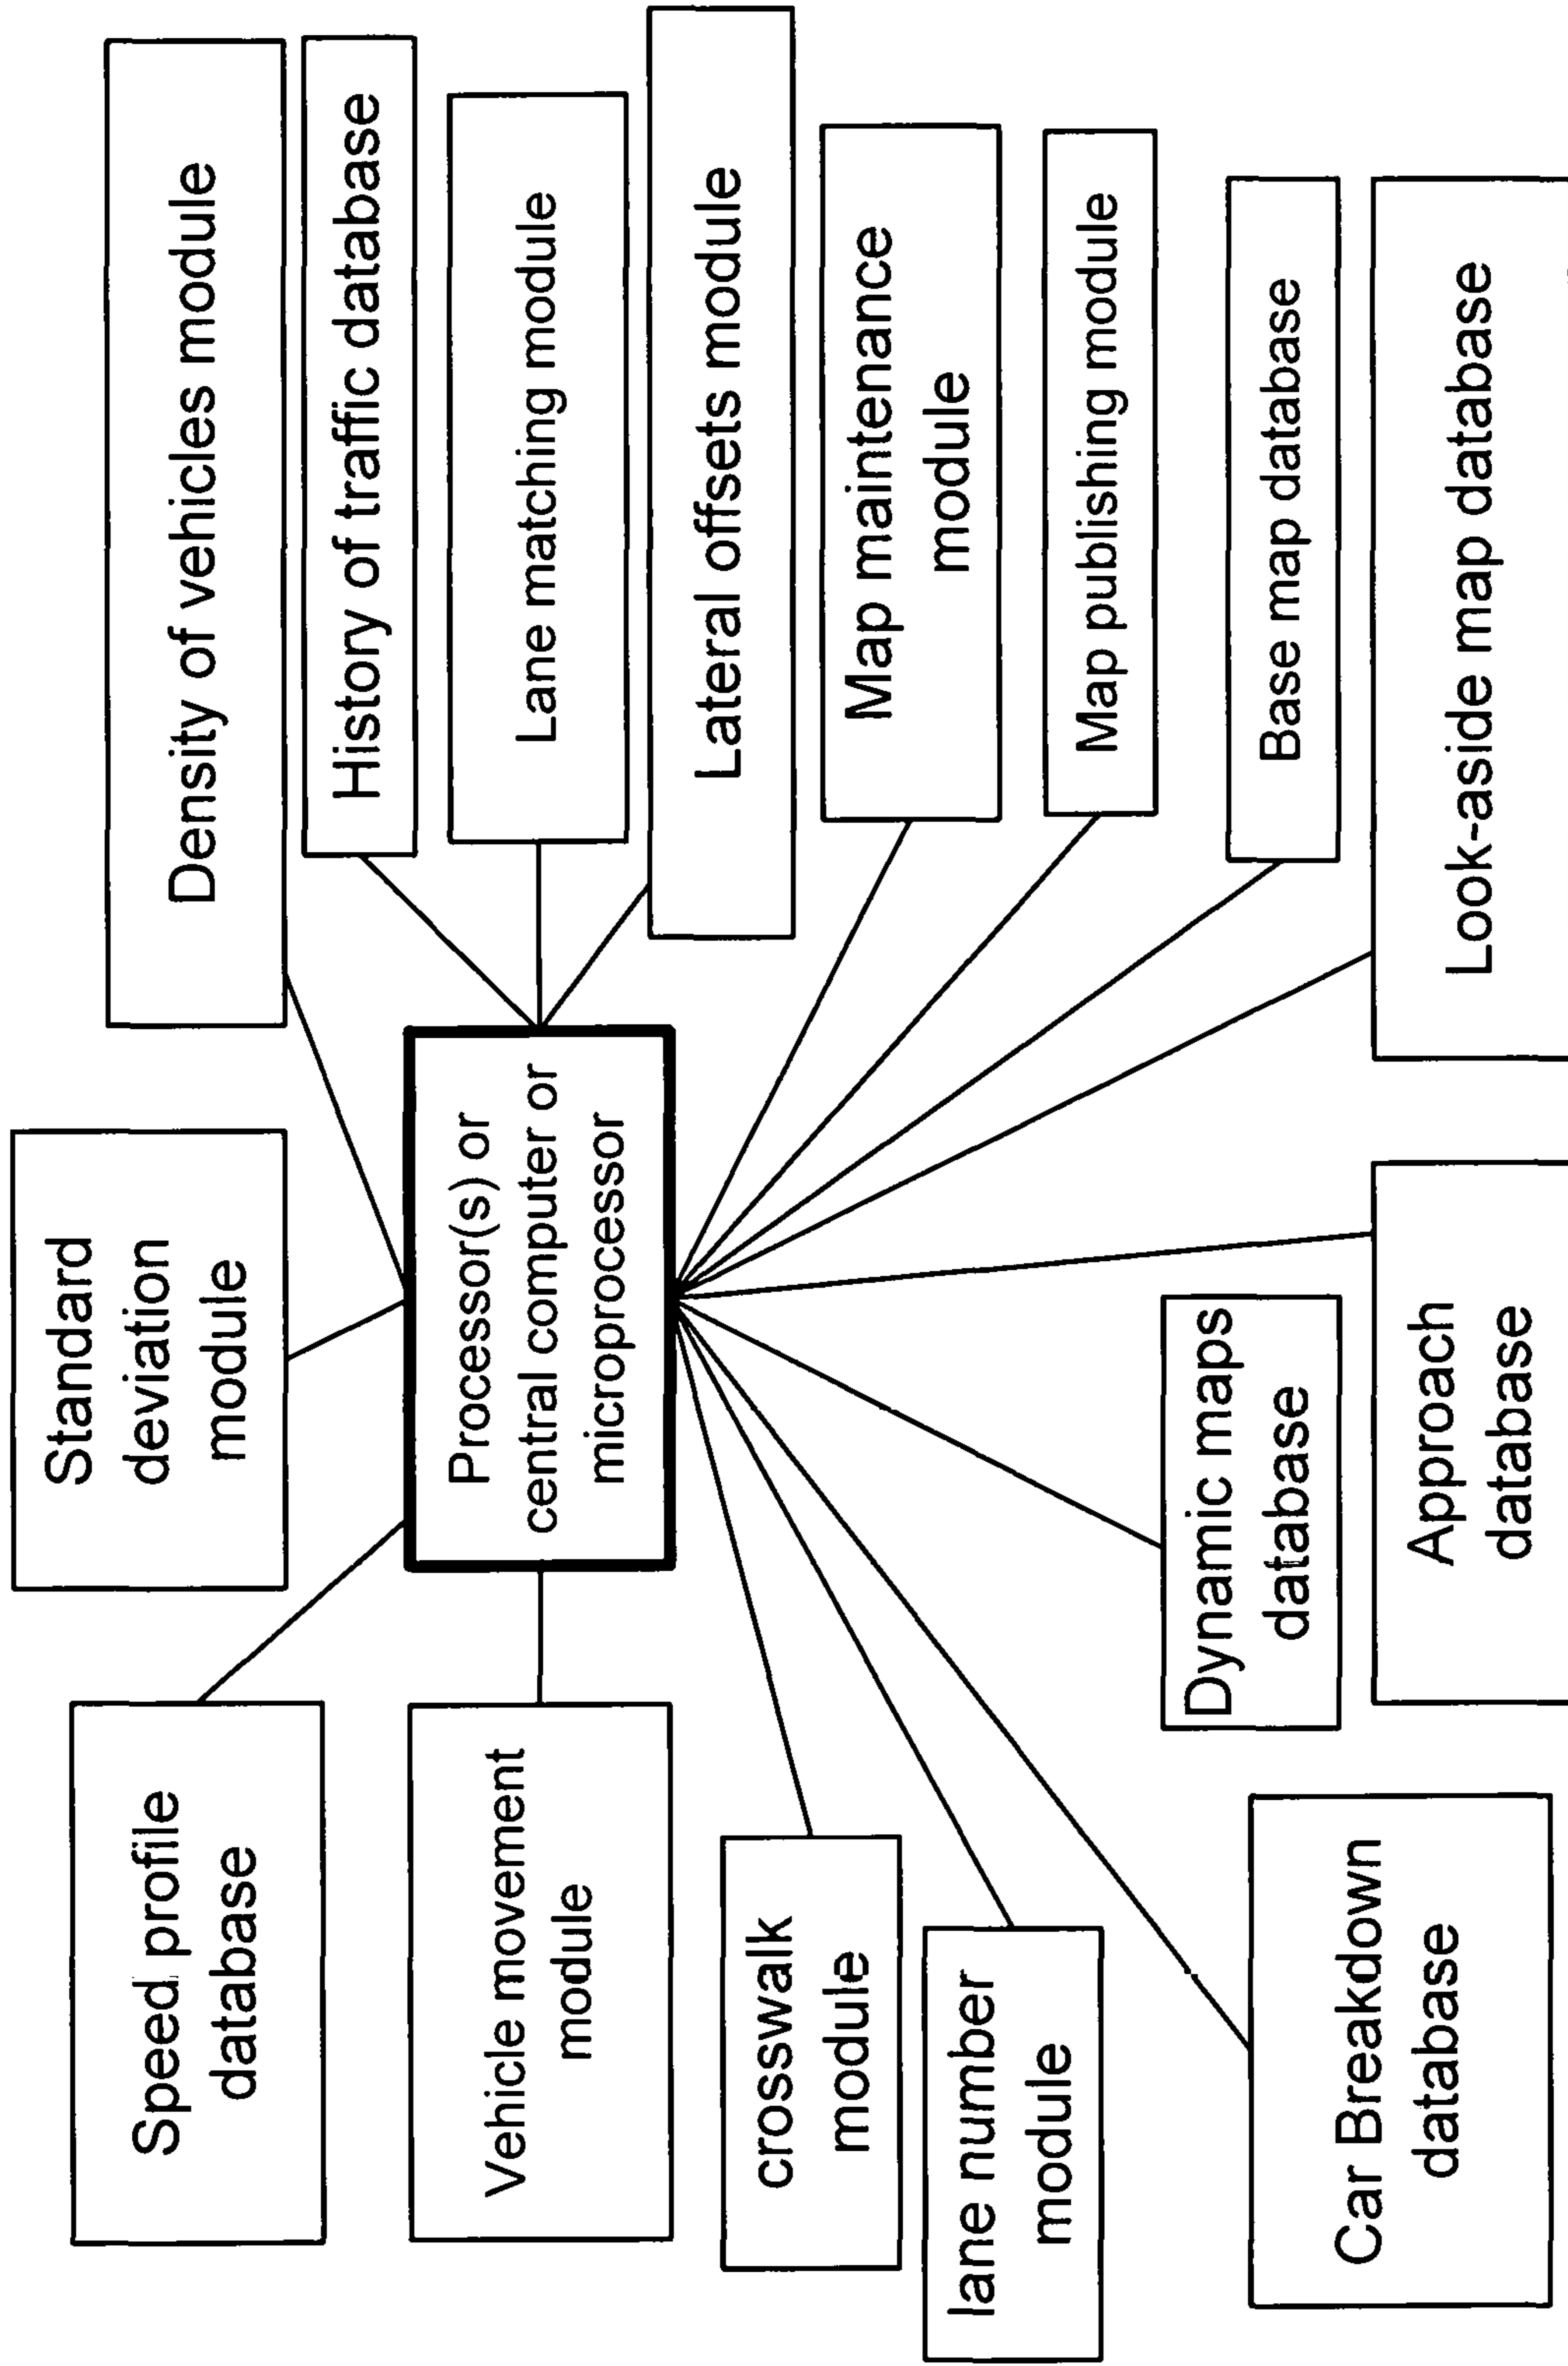 Speed profile
database
Standard
deviation
module
Density of vehicles module
History of traffic database
Lane matching module
Lateral offsets module
Map maintenance
module
Map publishing module
Base map database
Look-aside map database
Processor(s) or
central computer or
microprocessor
Vehicle movement
module
crosswalk
module
lane number
module
Car Breakdown
database
Dynamic maps
database
Approach
database